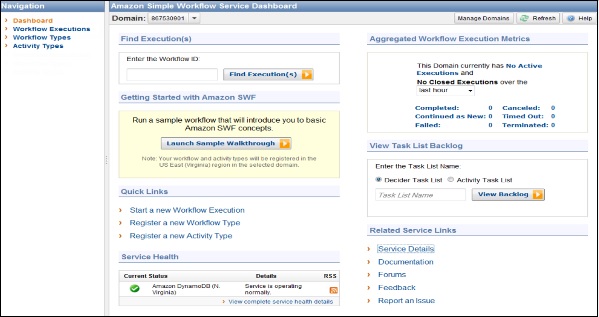 Navigation
Dashboard
Workflow Executions
Workflow Types
Activity Types
Amazon Simple Workflow Service Dashboard
Domain: 867530901
Manage Domains
Refresh
Help
Find Execution(s)
Enter the Workflow ID:
Find Execution(s)
Getting Started with Amazon SWF
Run a sample workflow that will introduce you to basic
Amazon SWF concepts.
Launch Sample Walkthrough
Note: Your workflow and activity types will be registered in the
US East (Virginia) region in the selected domain.
Quick Links
Start a new Workflow Execution
Register a new Workflow Type
Register a new Activity Type
Service Health
Current Status Details RSS
Amazon DynamoDB (N. Service is operating
Virginia) normally.
View complete service health details
Aggregated Workflow Execution Metrics
This Domain currently has No Active
Executions and
No Closed Executions over the
last hour
Completed: 0 Canceled: 0
Continued as New: 0 Timed Out: 0
Failed: 0 Terminated: 0
View Task List Backlog
Enter the Task List Name:
Decider Task List Activity Task List
Task List Name
View Backlog
Related Service Links
Service Details
Documentation
Forums
Feedback
Report an Issue